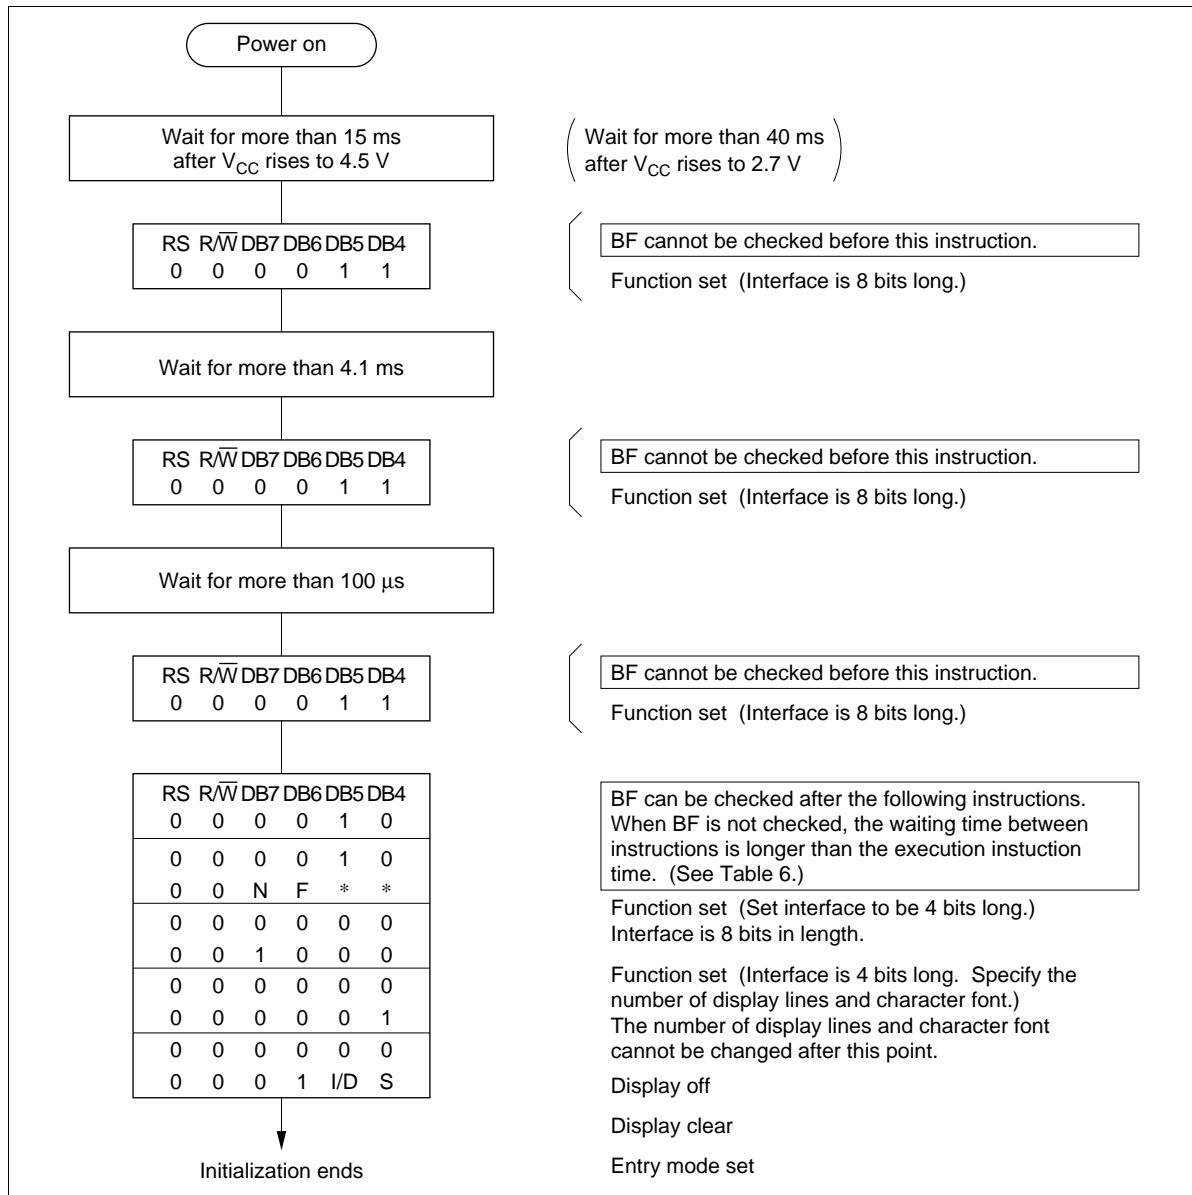 Power on
Wait for more than 15 ms
after VCC rises to 4.5 V
Wait for more than 40 ms
after VCC rises to 2.7 V
RS R/W̅ DB7 DB6 DB5 DB4
0 0 0 0 1 1
BF cannot be checked before this instruction.
Function set (Interface is 8 bits long.)
Wait for more than 4.1 ms
RS R/W̅ DB7 DB6 DB5 DB4
0 0 0 0 1 1
BF cannot be checked before this instruction.
Function set (Interface is 8 bits long.)
Wait for more than 100 μs
RS R/W̅ DB7 DB6 DB5 DB4
0 0 0 0 1 1
BF cannot be checked before this instruction.
Function set (Interface is 8 bits long.)
RS R/W̅ DB7 DB6 DB5 DB4
0 0 0 0 1 0
0 0 0 0 1 0
0 0 N F * *
0 0 0 0 0 0
0 0 1 0 0 0
0 0 0 0 0 0
0 0 0 0 0 1
0 0 0 0 0 0
0 0 0 1 I/D S
BF can be checked after the following instructions.
When BF is not checked, the waiting time between
instructions is longer than the execution instuction
time. (See Table 6.)
Function set (Set interface to be 4 bits long.)
Interface is 8 bits in length.
Function set (Interface is 4 bits long. Specify the
number of display lines and character font.)
The number of display lines and character font
cannot be changed after this point.
Display off
Display clear
Entry mode set
Initialization ends